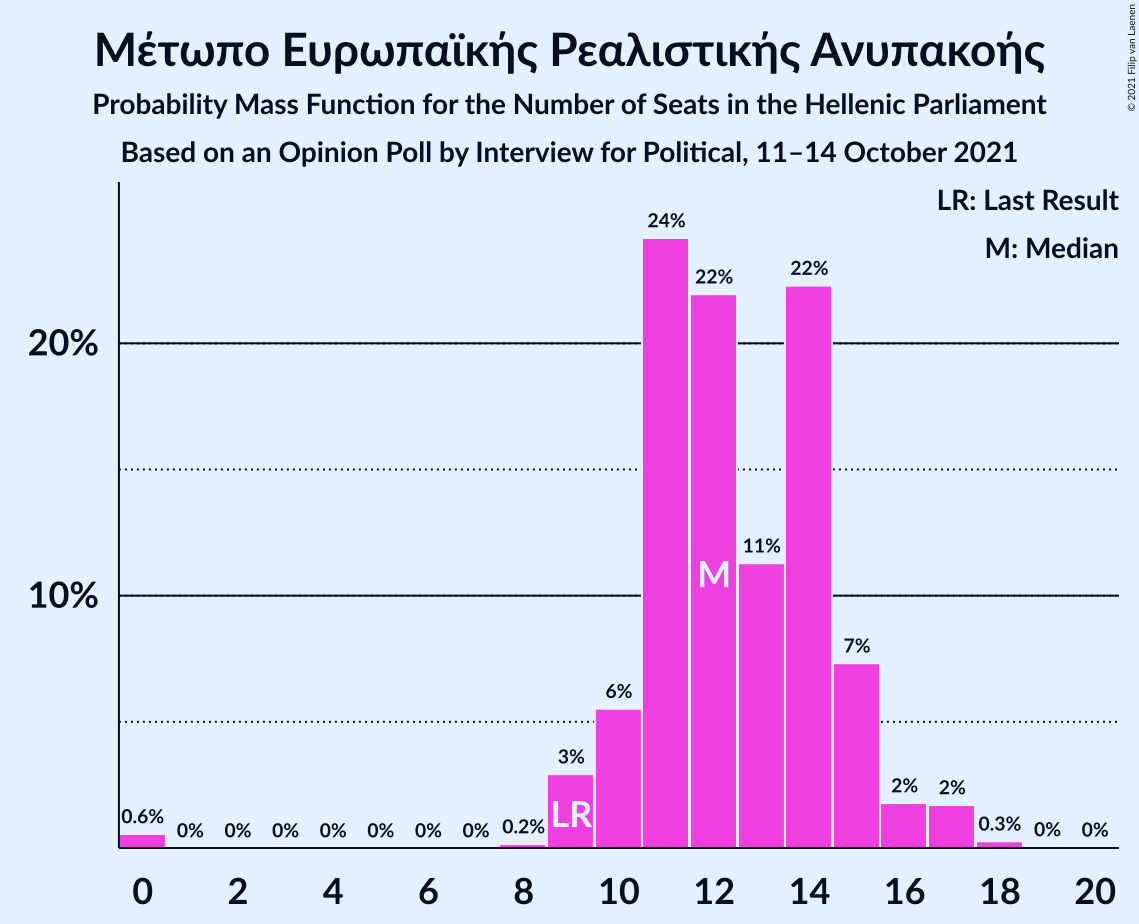 Μέτωπο Ευρωπαϊκής Ρεαλιστικής Ανυπακοής
Probability Mass Function for the Number of Seats in the Hellenic Parliament
Based on an Opinion Poll by Interview for Political, 11–14 October 2021
© 2021 Filip van Laenen
LR: Last Result
M: Median
20%
10%
0.6%
0%
0%
0%
0%
0%
0%
0%
0.2%
3%
6%
24%
22%
11%
22%
7%
2%
2%
0.3%
0%
0%
LR
M
0 2 4 6 8 10 12 14 16 18 20